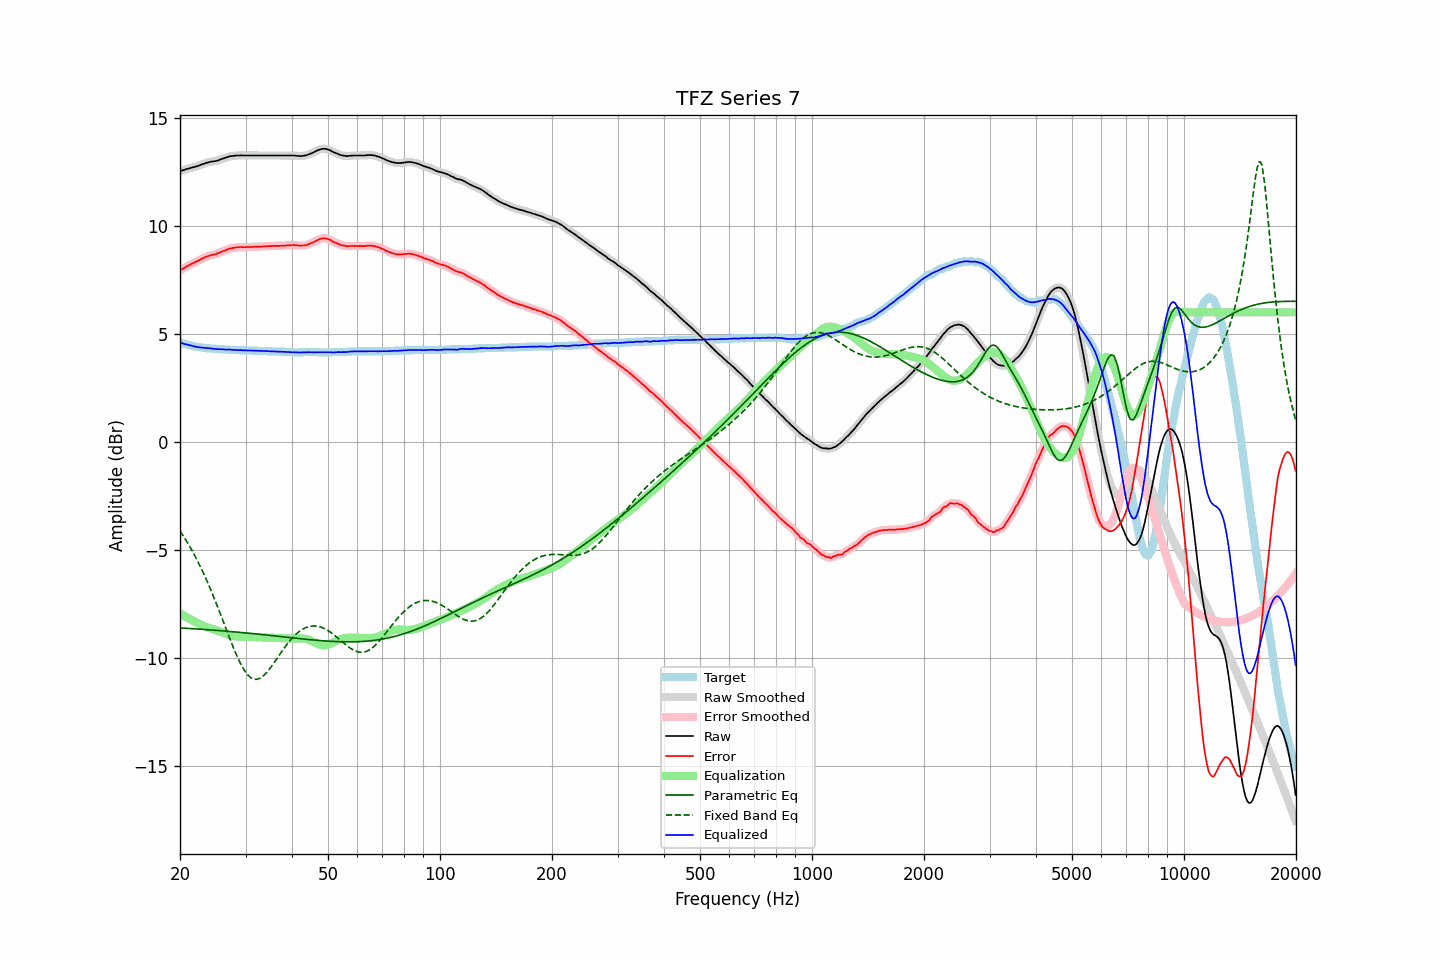 TFZ Series 7
15
10
5
0
−5
−10
−15
Amplitude (dBr)
20
50
100
200
500
1000
2000
5000
10000
20000
Frequency (Hz)
Target
Raw Smoothed
Error Smoothed
Raw
Error
Equalization
Parametric Eq
Fixed Band Eq
Equalized